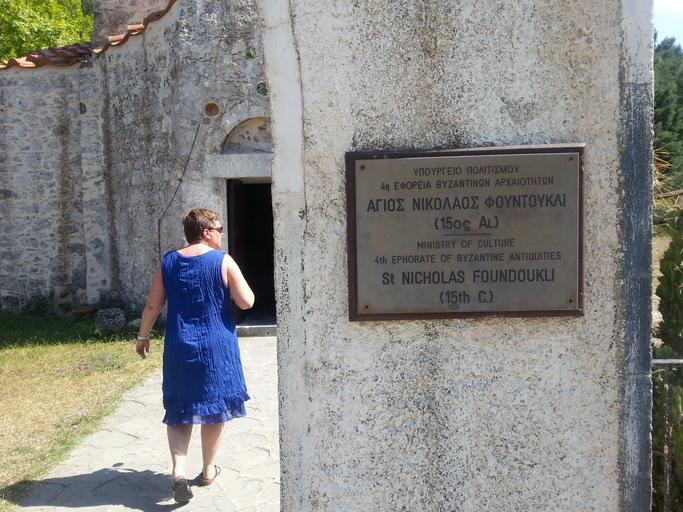 ΥΠΟΥΡΓΕΙΟ ΠΟΛΙΤΙΣΜΟΥ
4η ΕΦΟΡΕΙΑ ΒΥΖΑΝΤΙΝΩΝ ΑΡΧΑΙΟΤΗΤΩΝ
ΑΓΙΟΣ ΝΙΚΟΛΑΟΣ ΦΟΥΝΤΟΥΚΛΙ
(15ος ΑΙ.)
MINISTRY OF CULTURE
4th EPHORATE OF BYZANTINE ANTIQUITIES
St NICHOLAS FOUNDOUKLI
(15th C.)